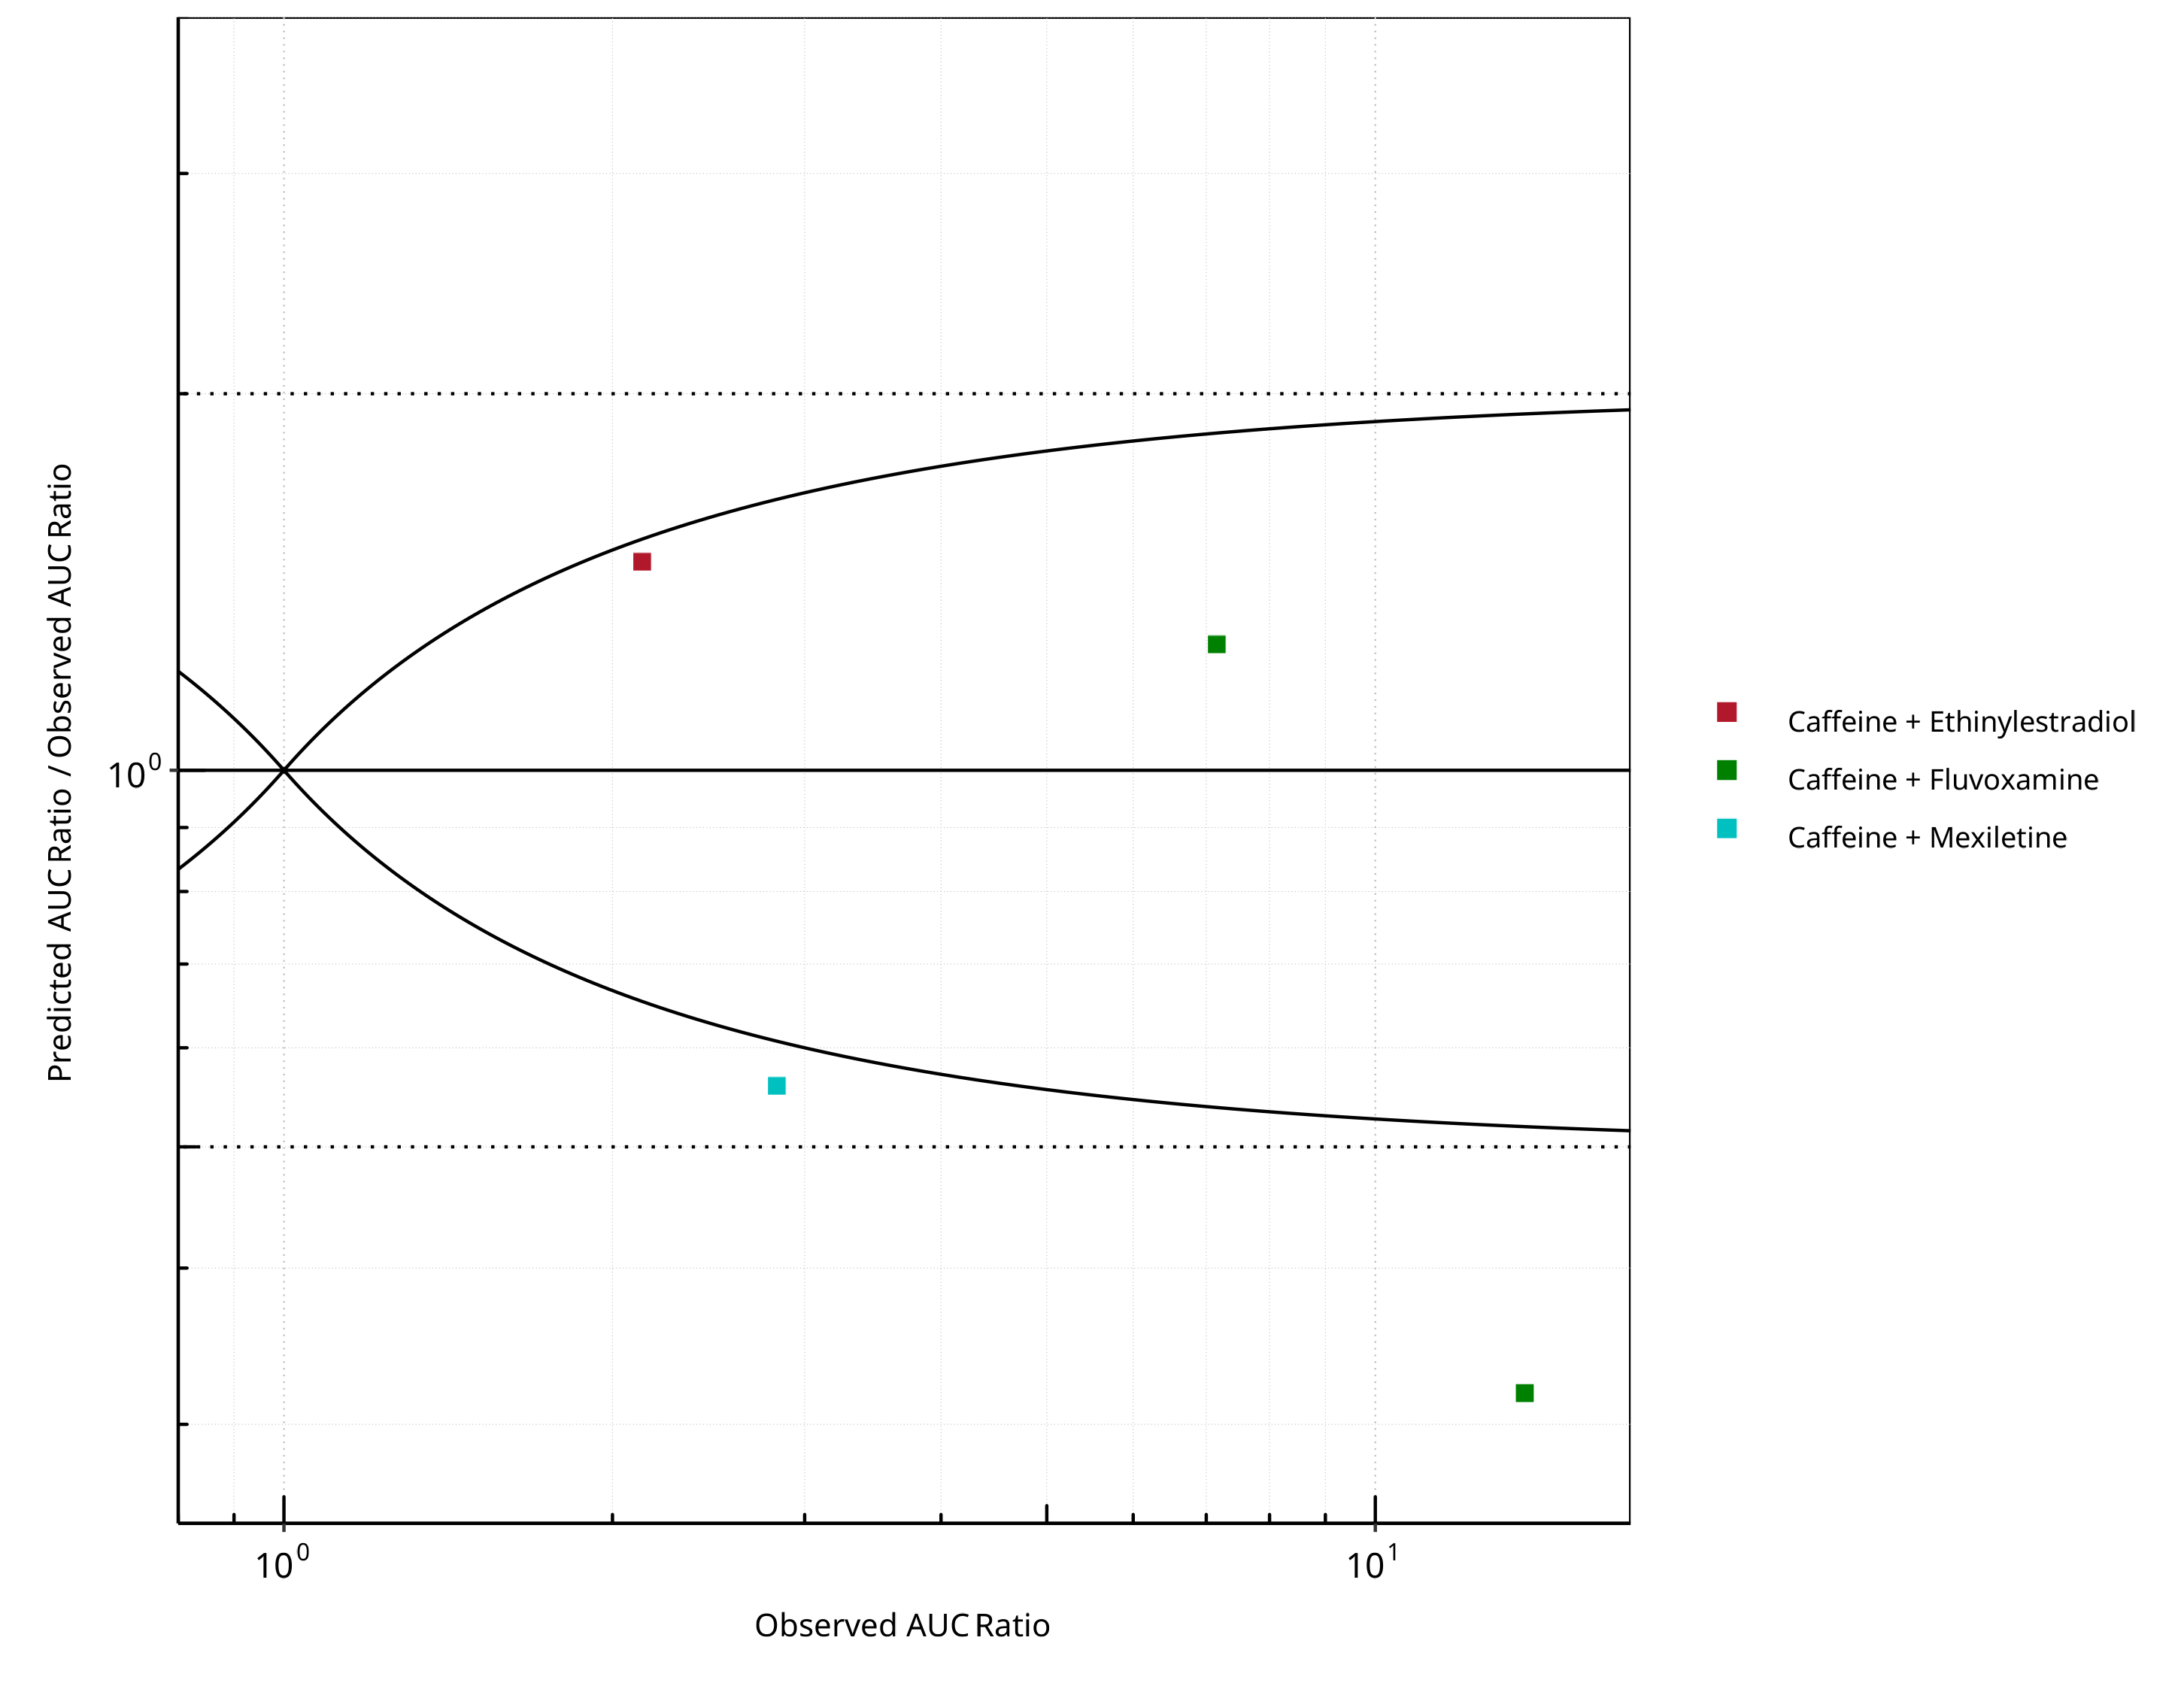 Predicted AUC Ratio / Observed AUC Ratio
10^0
10^0
10^1
Observed AUC Ratio
Caffeine + Ethinylestradiol
Caffeine + Fluvoxamine
Caffeine + Mexiletine